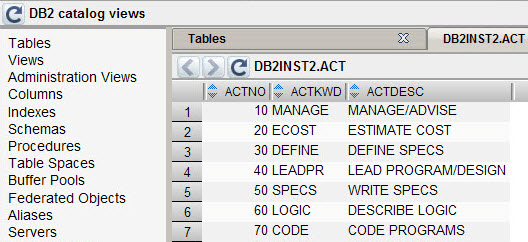 DB2 catalog views
Tables
Views
Administration Views
Columns
Indexes
Schemas
Procedures
Table Spaces
Buffer Pools
Federated Objects
Aliases
Servers
Tables DB2INST2.ACT
DB2INST2.ACT
ACTNO ACTKWD ACTDESC
1 10 MANAGE MANAGE/ADVISE
2 20 ECOST ESTIMATE COST
3 30 DEFINE DEFINE SPECS
4 40 LEADPR LEAD PROGRAM/DESIGN
5 50 SPECS WRITE SPECS
6 60 LOGIC DESCRIBE LOGIC
7 70 CODE CODE PROGRAMS